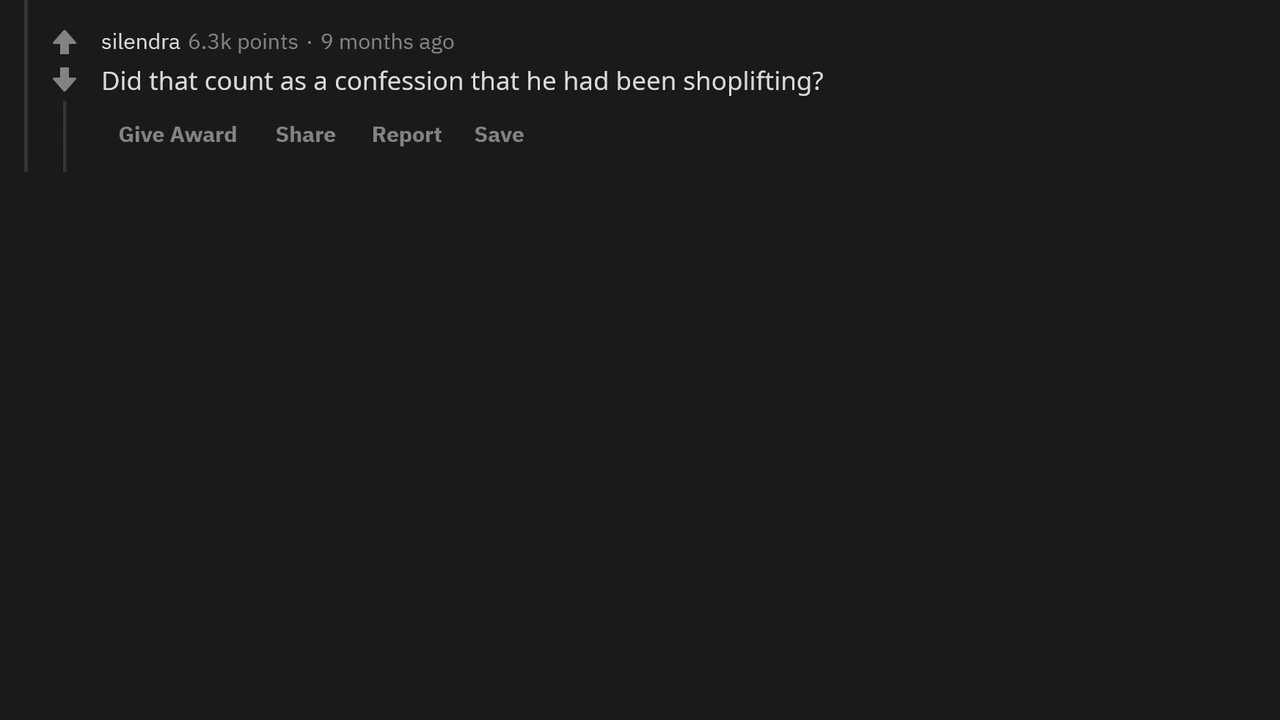 silendra 6.3k points · 9 months ago
Did that count as a confession that he had been shoplifting?
Give Award Share Report Save